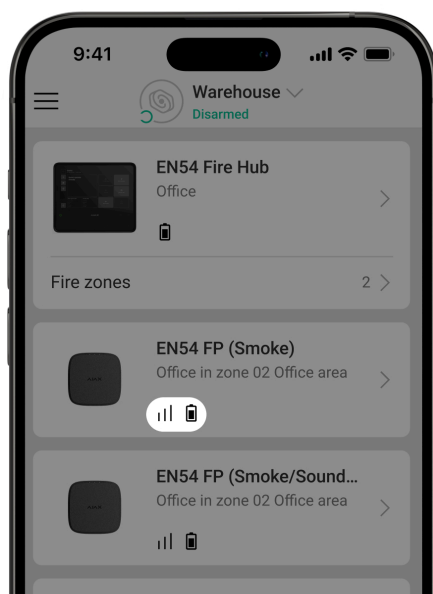 9:41
Warehouse
Disarmed
EN54 Fire Hub
Office
Fire zones 2
EN54 FP (Smoke)
Office in zone 02 Office area
EN54 FP (Smoke/Sound...
Office in zone 02 Office area